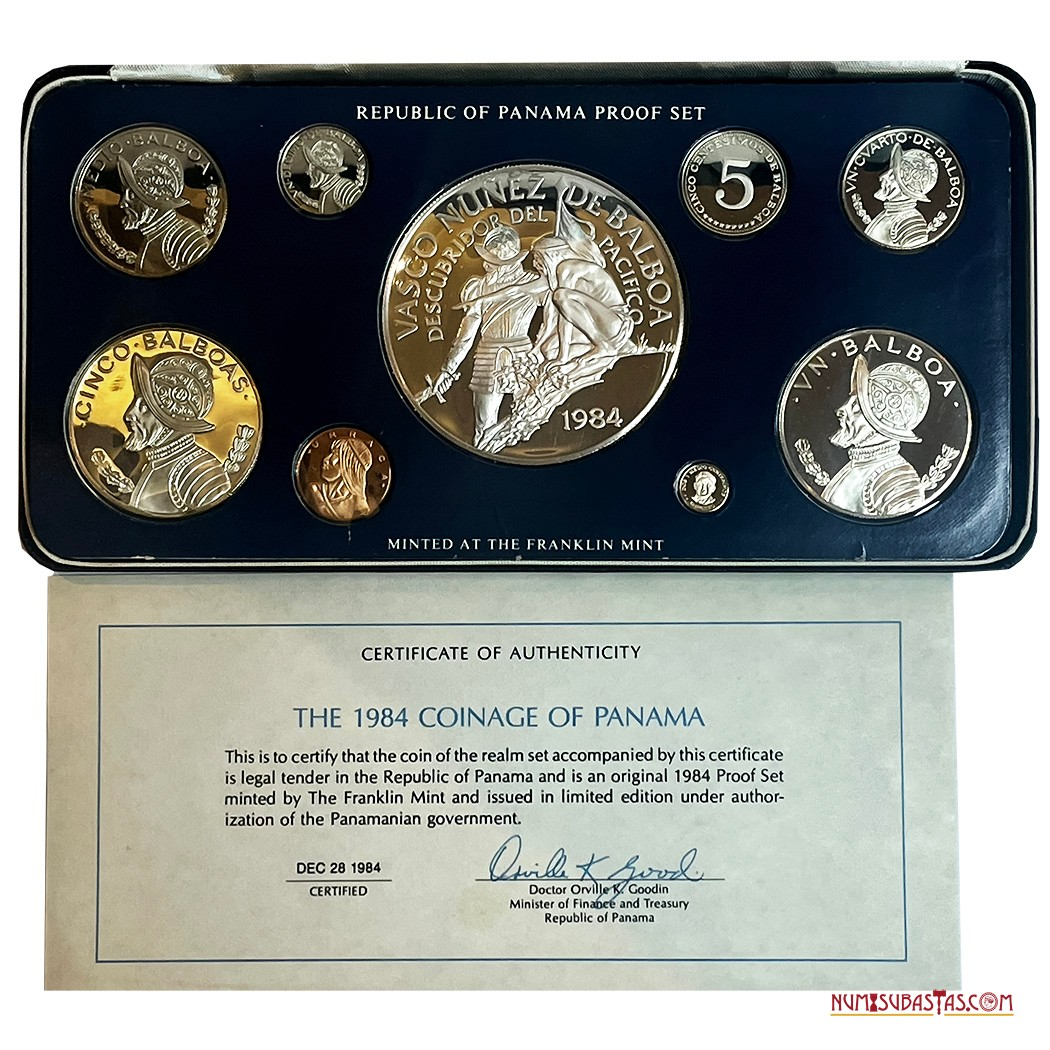 REPUBLIC OF PANAMA PROOF SET
MEDIO·BALBOA·
5
CINCO CENTESIMOS DE BALBOA
VN·CVARTO·DE·BALBOA
VASCO NUÑEZ DE BALBOA
DESCUBRIDOR DEL PACIFICO
1984
·CINCO·BALBOAS·
URRACA
·VN·BALBOA·
MINTED AT THE FRANKLIN MINT
CERTIFICATE OF AUTHENTICITY
THE 1984 COINAGE OF PANAMA
This is to certify that the coin of the realm set accompanied by this certificate
is legal tender in the Republic of Panama and is an original 1984 Proof Set
minted by The Franklin Mint and issued in limited edition under author-
ization of the Panamanian government.
DEC 28 1984
CERTIFIED
Orville K. Good
Doctor Orville K. Goodin
Minister of Finance and Treasury
Republic of Panama
NUMISUBASTAS.COM